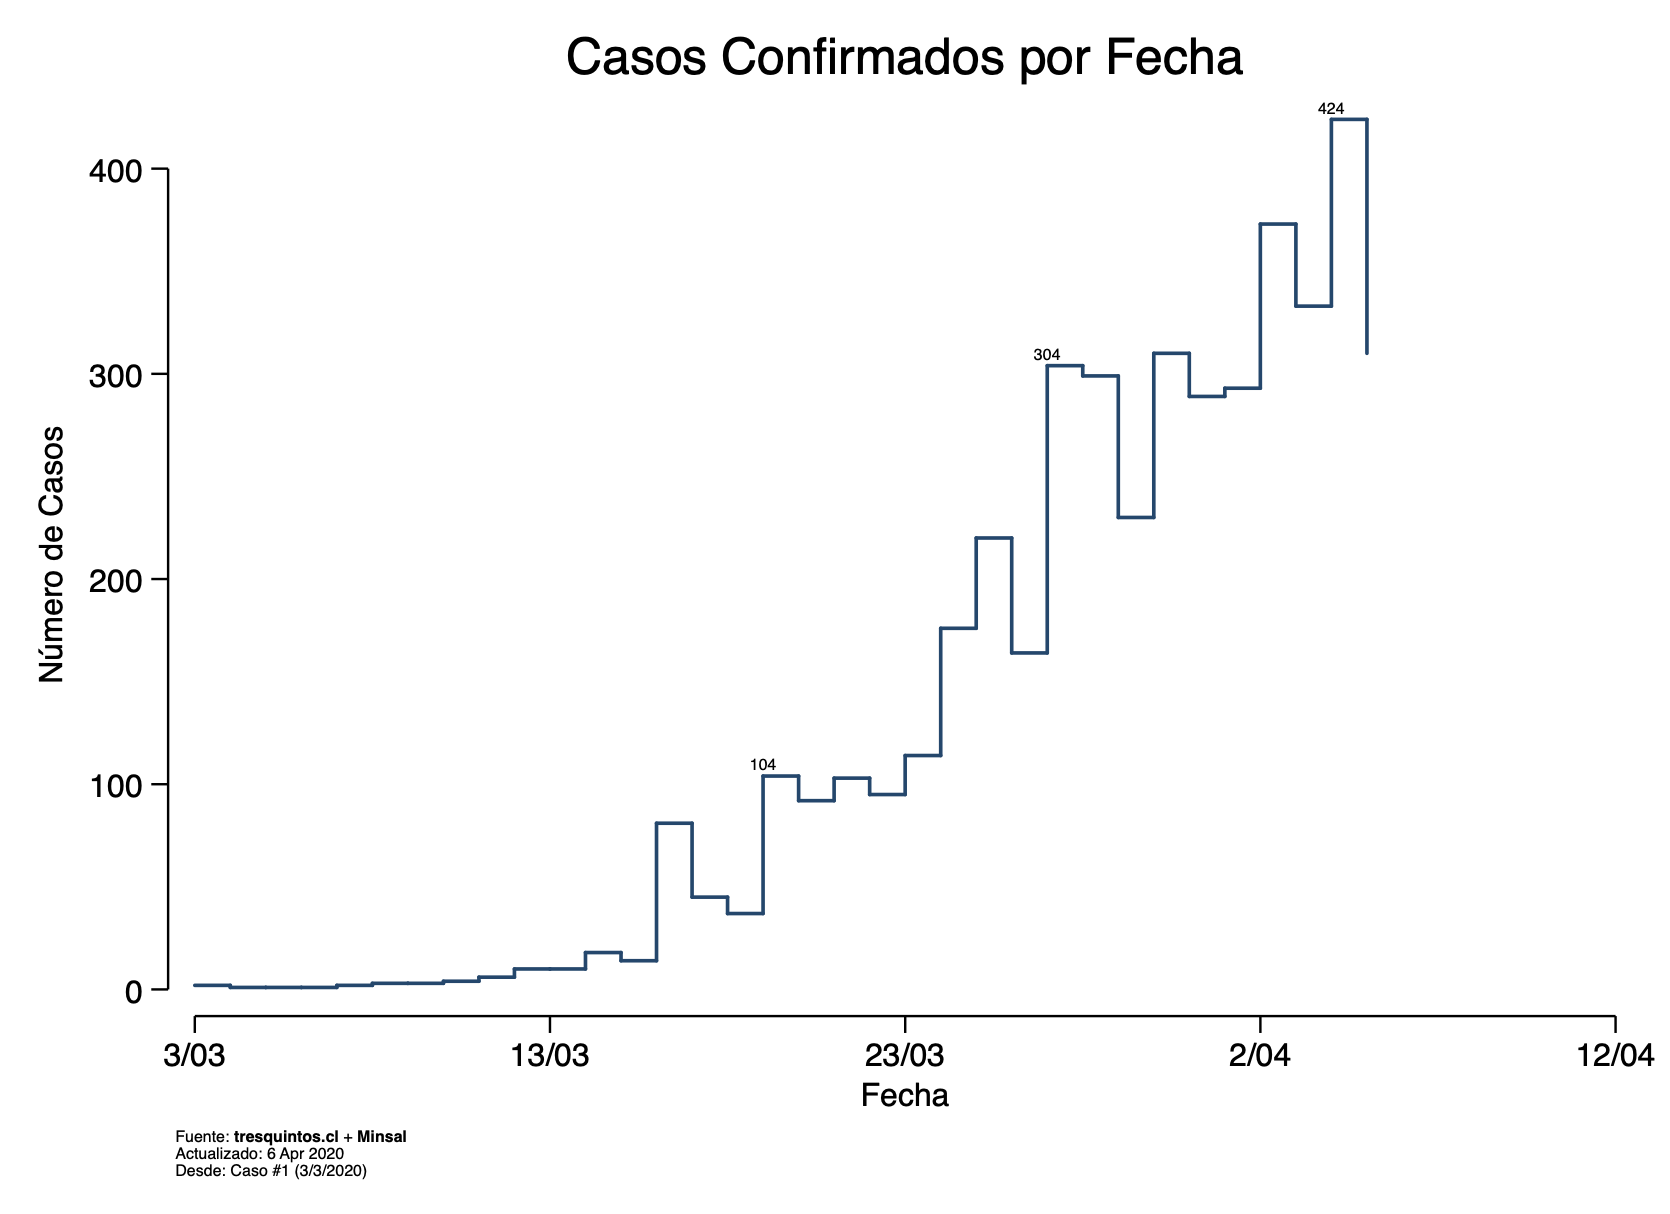 Casos Confirmados por Fecha
424
400
304
300
Número de Casos
200
104
100
0
3/03 13/03 23/03 2/04 12/04
Fecha
Fuente: tresquintos.cl + Minsal
Actualizado: 6 Apr 2020
Desde: Caso #1 (3/3/2020)